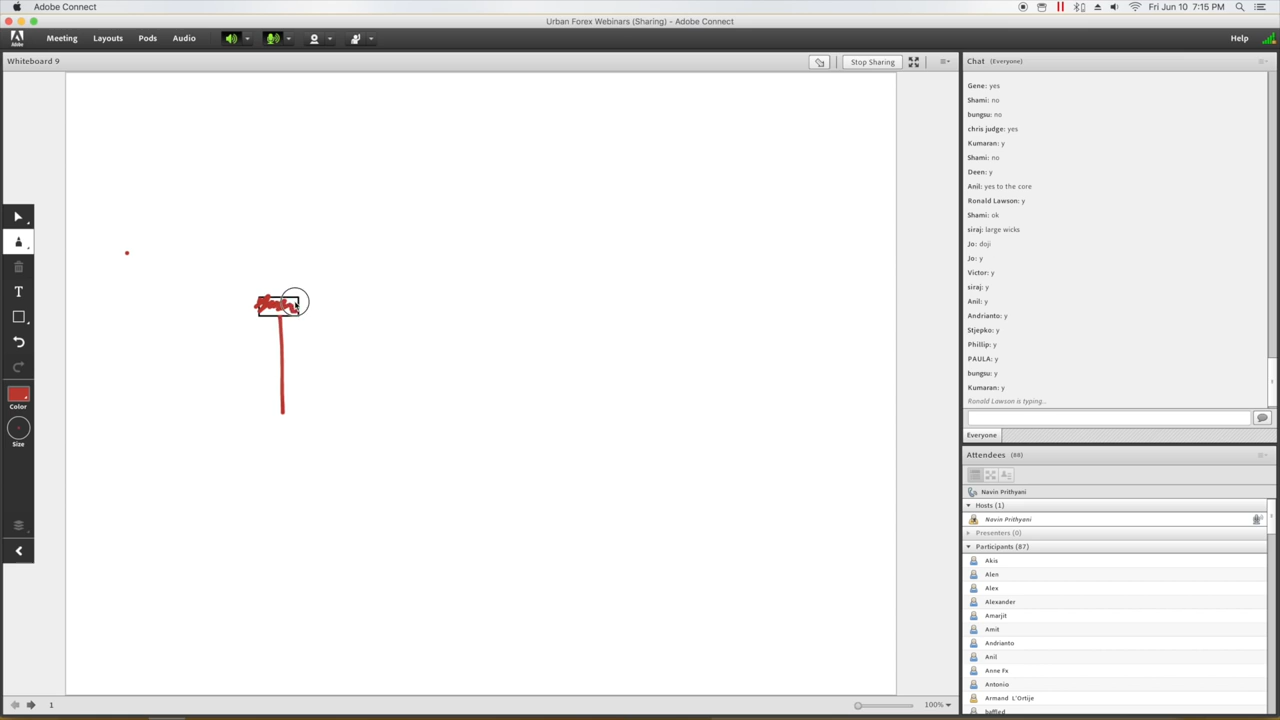 Adobe Connect
Fri Jun 10 7:15 PM
Urban Forex Webinars (Sharing) - Adobe Connect
Adobe
Meeting Layouts Pods Audio
Help
Whiteboard 9
Stop Sharing
T
Color
Size
1
100%
Chat (Everyone)
Gene: yes
Shami: no
bungsu: no
chris judge: yes
Kumaran: y
Shami: no
Deen: y
Anil: yes to the core
Ronald Lawson: y
Shami: ok
siraj: large wicks
Jo: doji
Jo: y
Victor: y
siraj: y
Anil: y
Andrianto: y
Stjepko: y
Phillip: y
PAULA: y
bungsu: y
Kumaran: y
Ronald Lawson is typing...
Everyone
Attendees (88)
Navin Prithyani
Hosts (1)
Navin Prithyani
Presenters (0)
Participants (87)
Akis
Alen
Alex
Alexander
Amarjit
Amit
Andrianto
Anil
Anne Fx
Antonio
Armand L'Ortije
baffled